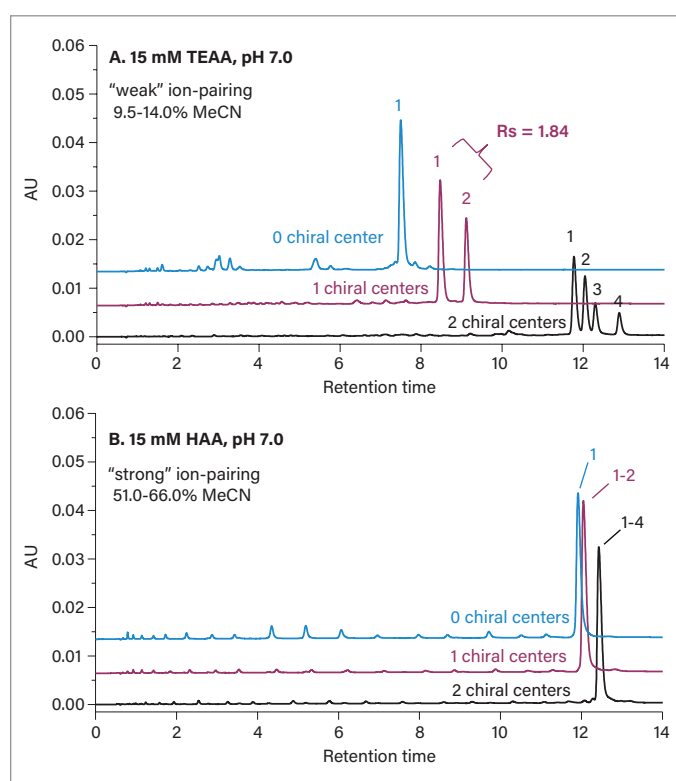 A. 15 mM TEAA, pH 7.0
"weak" ion-pairing
9.5-14.0% MeCN
0.06
0.05
0.04
0.03
0.02
0.01
0.00
AU
1
1
2
Rs = 1.84
0 chiral center
1 chiral centers
2 chiral centers
1
2
3
4
0 2 4 6 8 10 12 14
Retention time
B. 15 mM HAA, pH 7.0
"strong" ion-pairing
51.0-66.0% MeCN
0.06
0.05
0.04
0.03
0.02
0.01
0.00
AU
1
1-2
1-4
0 chiral centers
1 chiral centers
2 chiral centers
0 2 4 6 8 10 12 14
Retention time